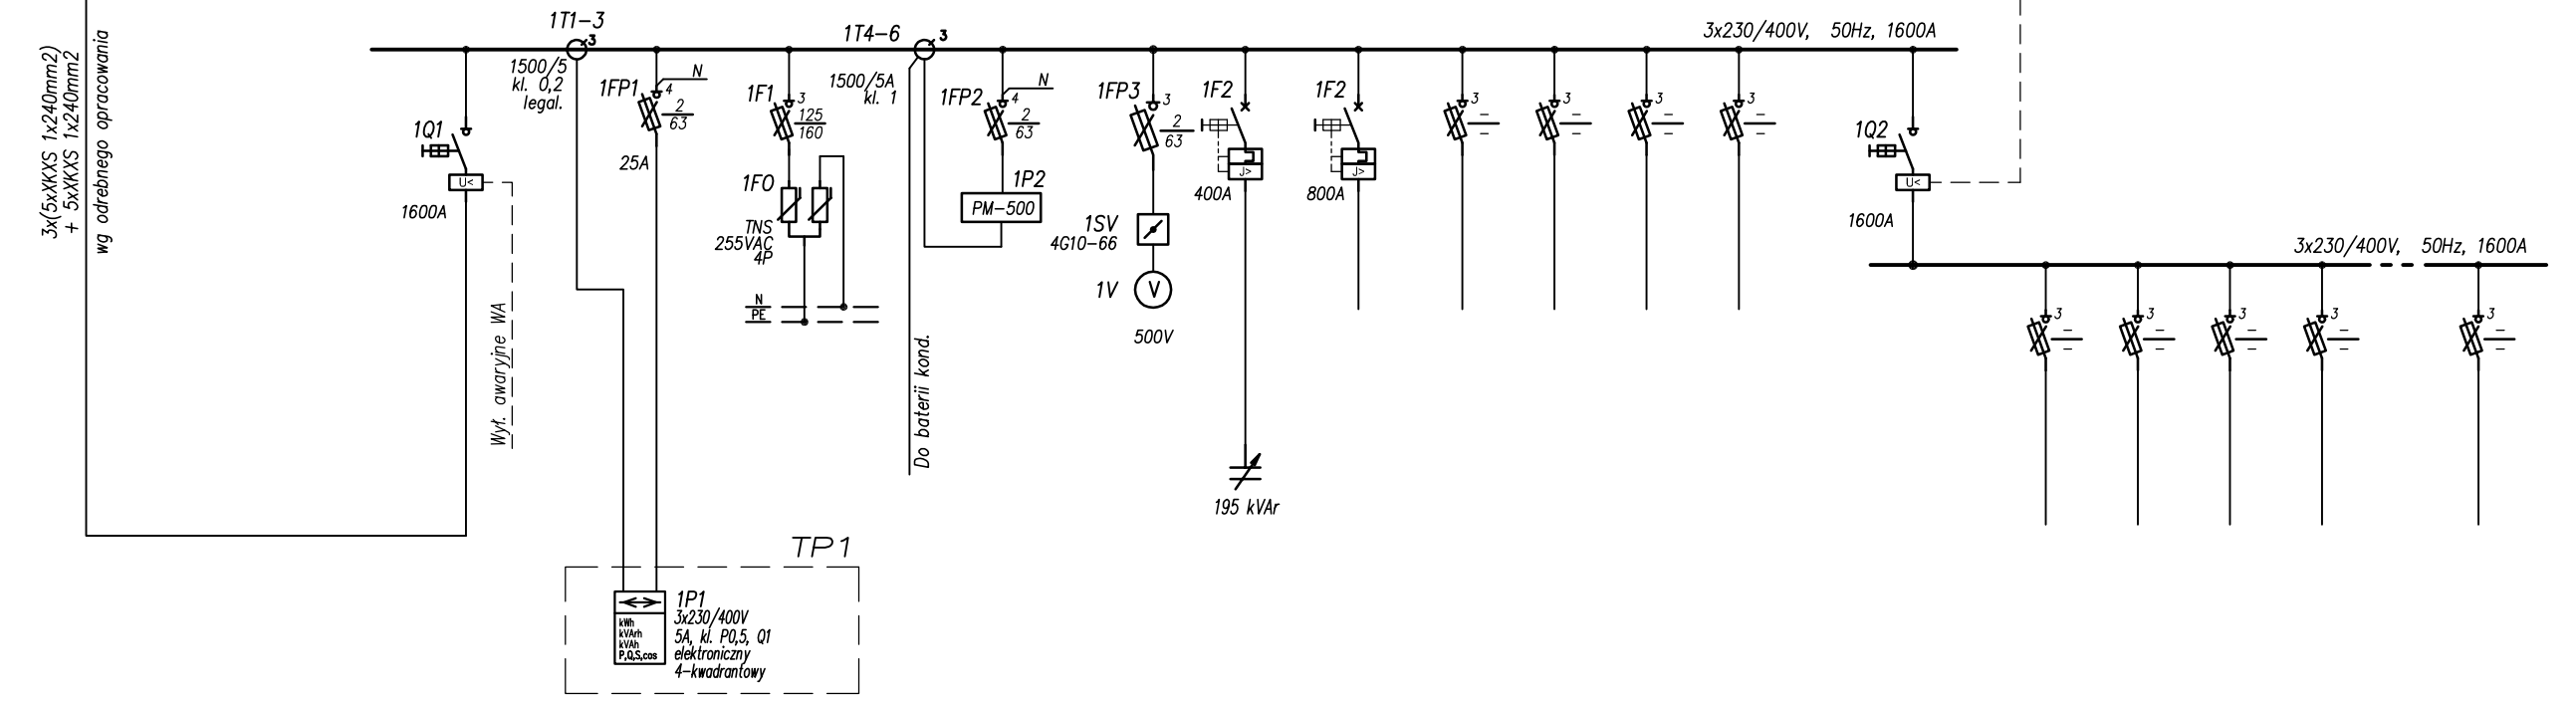 3x(5xXKXS 1x240mm2)
+ 5xXKXS 1x240mm2
wg odrebnego opracowania
1Q1
U<
1600A
Wył. awaryjne WA
1T1-3
3
1500/5
kl. 0,2
legal.
1FP1
N
4
2
63
25A
1F1
3
125
160
1F0
TNS
255VAC
4P
N
PE
1T4-6
3
1500/5A
kl. 1
Do baterii kond.
1FP2
N
4
2
63
1P2
PM-500
1FP3
3
2
63
1SV
4G10-66
1V
V
500V
1F2
J>
400A
195 kVAr
1F2
J>
800A
3
3
3
3
3x230/400V, 50Hz, 1600A
1Q2
U<
1600A
3x230/400V, 50Hz, 1600A
3
3
3
3
3
TP1
1P1
3x230/400V
5A, kl. P0,5, Q1
elektroniczny
4-kwadrantowy
kWh
kVArh
kVAh
P,Q,S,cos